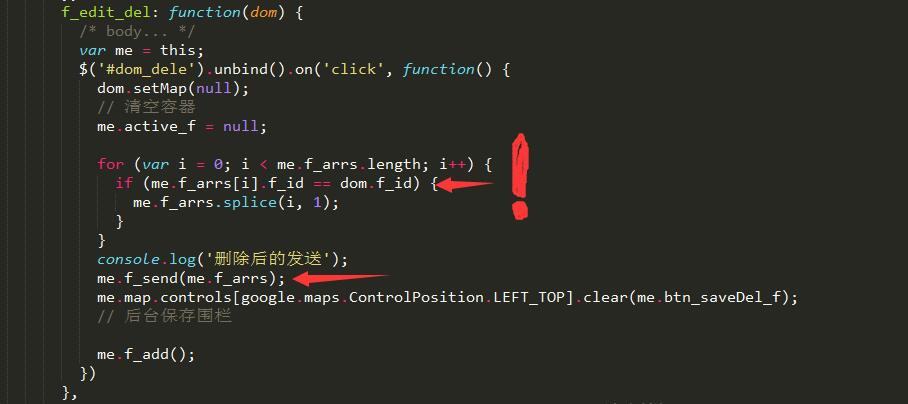 f_edit_del: function(dom) {
/* body... */
var me = this;
$('#dom_dele').unbind().on('click', function() {
dom.setMap(null);
// 清空容器
me.active_f = null;
for (var i = 0; i < me.f_arrs.length; i++) {
if (me.f_arrs[i].f_id == dom.f_id) {
me.f_arrs.splice(i, 1);
}
}
console.log('删除后的发送');
me.f_send(me.f_arrs);
me.map.controls[google.maps.ControlPosition.LEFT_TOP].clear(me.btn_saveDel_f);
// 后台保存围栏
me.f_add();
})
},